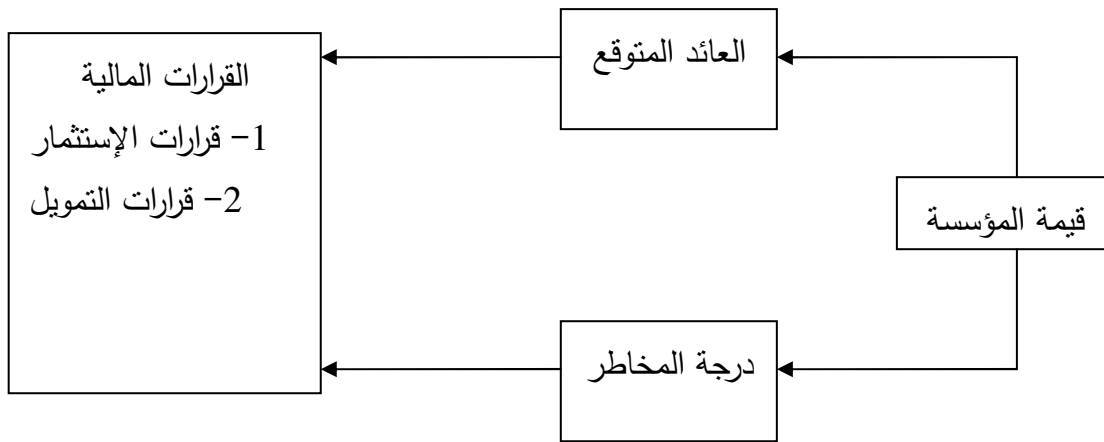 القرارات المالية
1- قرارات الإستثمار
2- قرارات التمويل
العائد المتوقع
قيمة المؤسسة
درجة المخاطر